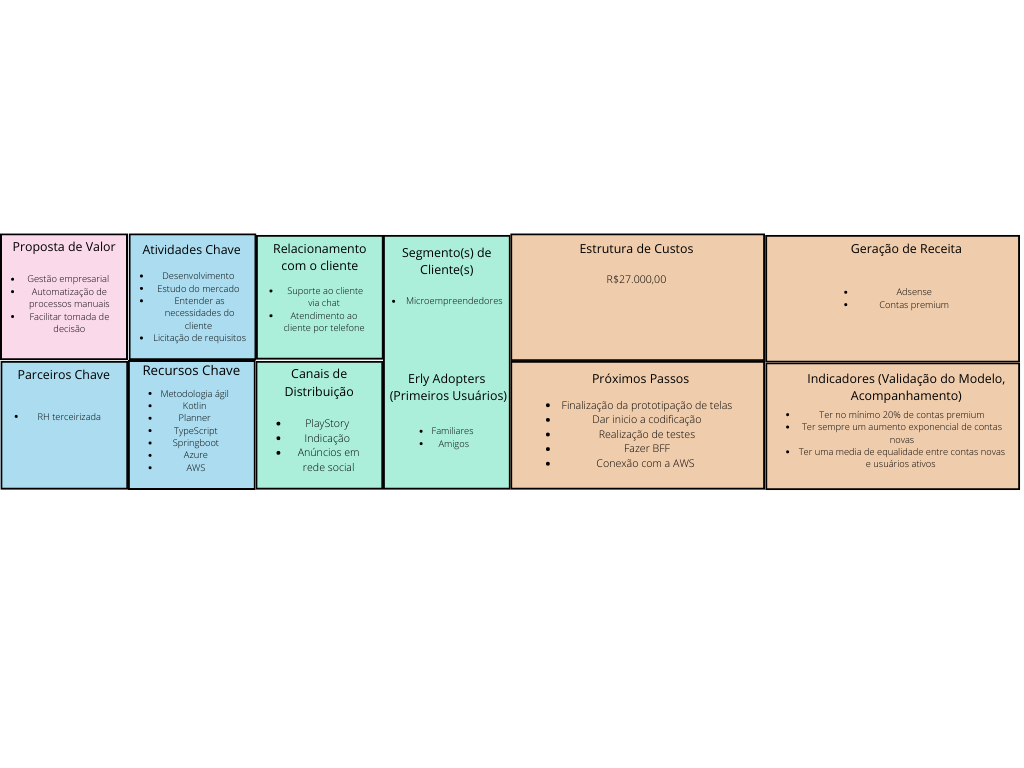 Proposta de Valor
Gestão empresarial
Automatização de
processos manuais
Facilitar tomada de
decisão
Atividades Chave
Desenvolvimento
Estudo do mercado
Entender as
necessidades do
cliente
Licitação de requisitos
Relacionamento
com o cliente
Suporte ao cliente
via chat
Atendimento ao
cliente por telefone
Segmento(s) de
Cliente(s)
Microempreendedores
Estrutura de Custos
R$27.000,00
Geração de Receita
Adsense
Contas premium
Parceiros Chave
RH terceirizada
Recursos Chave
Metodologia ágil
Kotlin
Planner
TypeScript
Springboot
Azure
AWS
Canais de
Distribuição
PlayStory
Indicação
Anúncios em
rede social
Erly Adopters
(Primeiros Usuários)
Familiares
Amigos
Próximos Passos
Finalização da prototipação de telas
Dar inicio a codificação
Realização de testes
Fazer BFF
Conexão com a AWS
Indicadores (Validação do Modelo,
Acompanhamento)
Ter no mínimo 20% de contas premium
Ter sempre um aumento exponencial de contas
novas
Ter uma media de equalidade entre contas novas
e usuários ativos